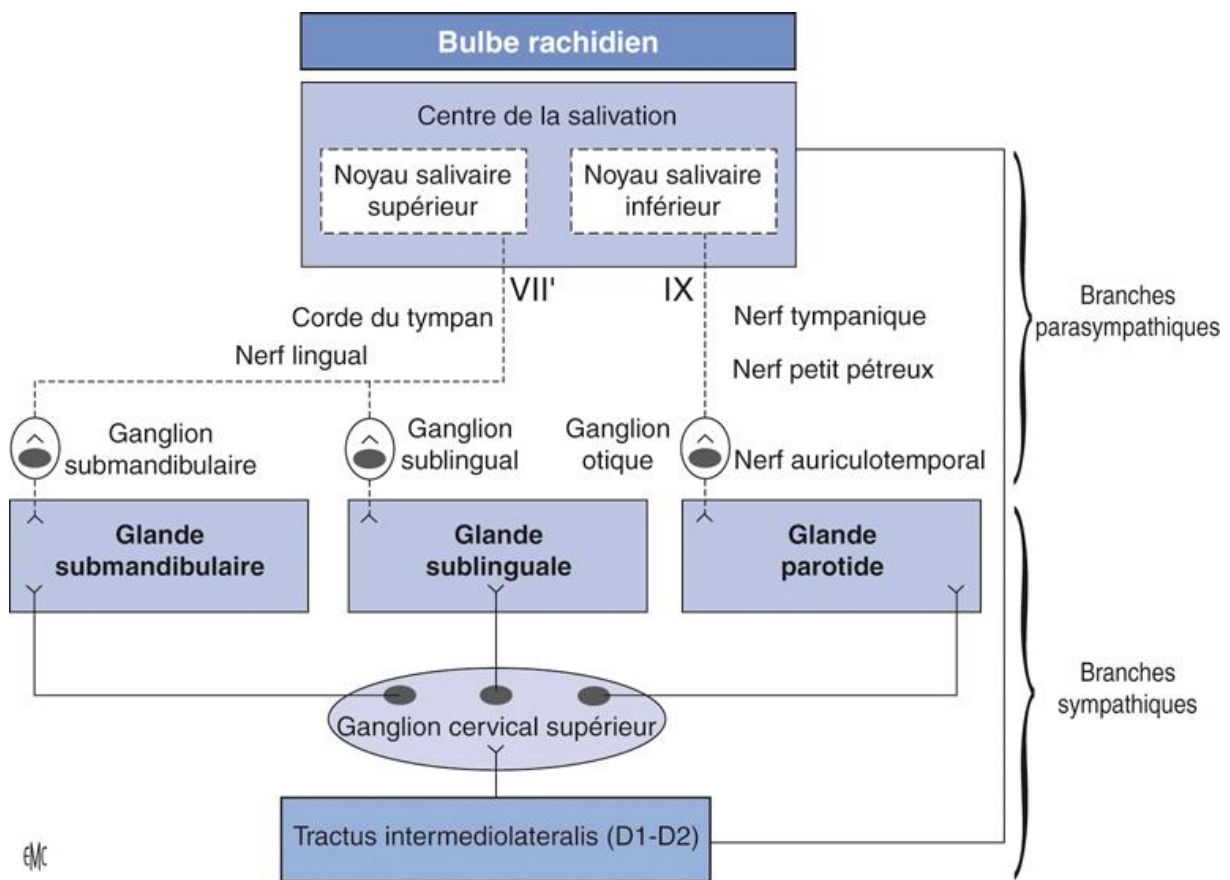 Bulbe rachidien
Centre de la salivation
Noyau salivaire
supérieur
Noyau salivaire
inférieur
VII'
IX
Corde du tympan
Nerf lingual
Nerf tympanique
Nerf petit pétreux
Branches
parasympathiques
Ganglion
submandibulaire
Ganglion
sublingual
Ganglion
otique
Nerf auriculotemporal
Glande
submandibulaire
Glande
sublinguale
Glande
parotide
Branches
sympathiques
Ganglion cervical supérieur
Tractus intermediolateralis (D1-D2)
EMC